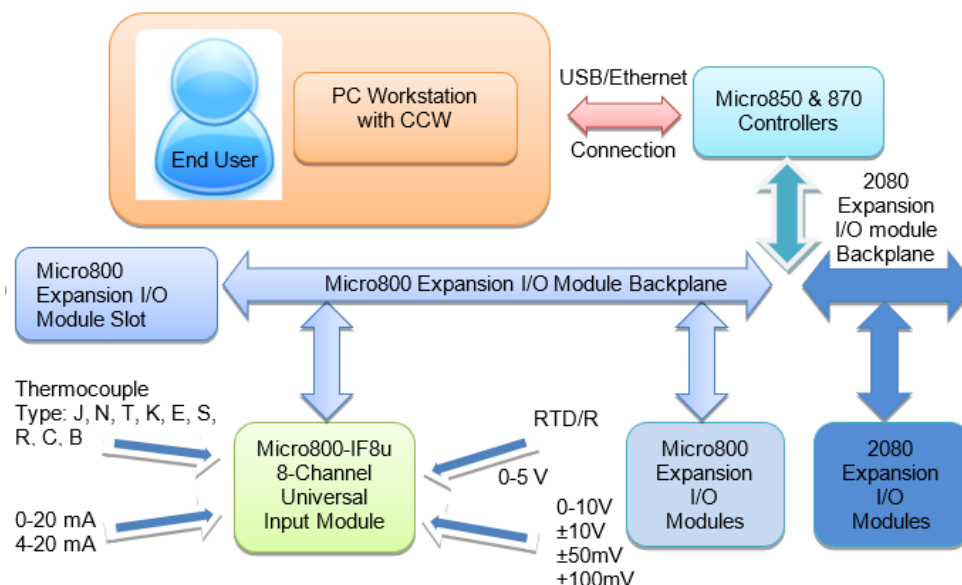 End User
PC Workstation
with CCW
USB/Ethernet
Connection
Micro850 & 870
Controllers
2080
Expansion
I/O module
Backplane
Micro800
Expansion I/O
Module Slot
Micro800 Expansion I/O Module Backplane
Thermocouple
Type: J, N, T, K, E, S,
R, C, B
0-20 mA
4-20 mA
Micro800-IF8u
8-Channel
Universal
Input Module
RTD/R
0-5 V
0-10V
±10V
±50mV
±100mV
Micro800
Expansion
I/O
Modules
2080
Expansion
I/O
Modules